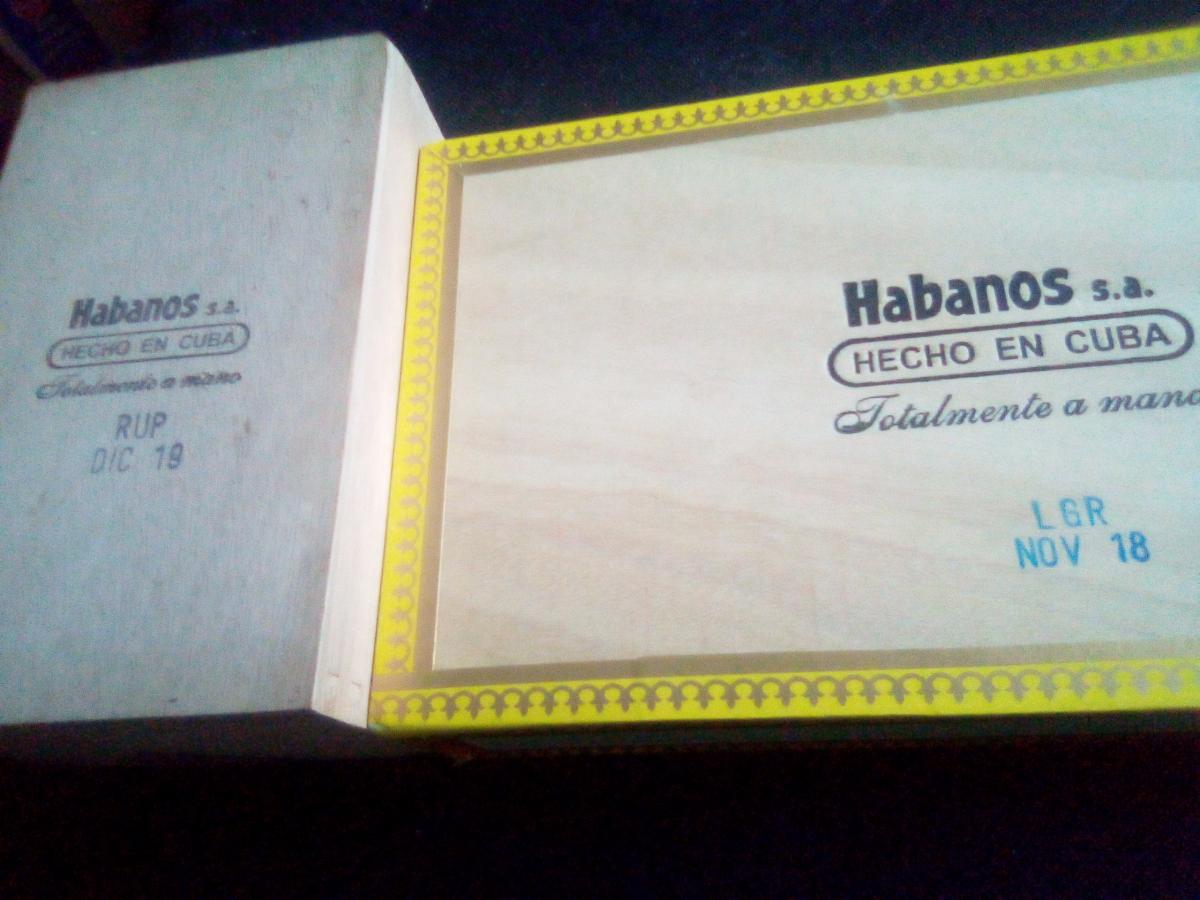 Habanos s.a.
HECHO EN CUBA
Totalmente a mano
RUP
DIC 19
Habanos s.a.
HECHO EN CUBA
Totalmente a mano
LGR
NOV 18